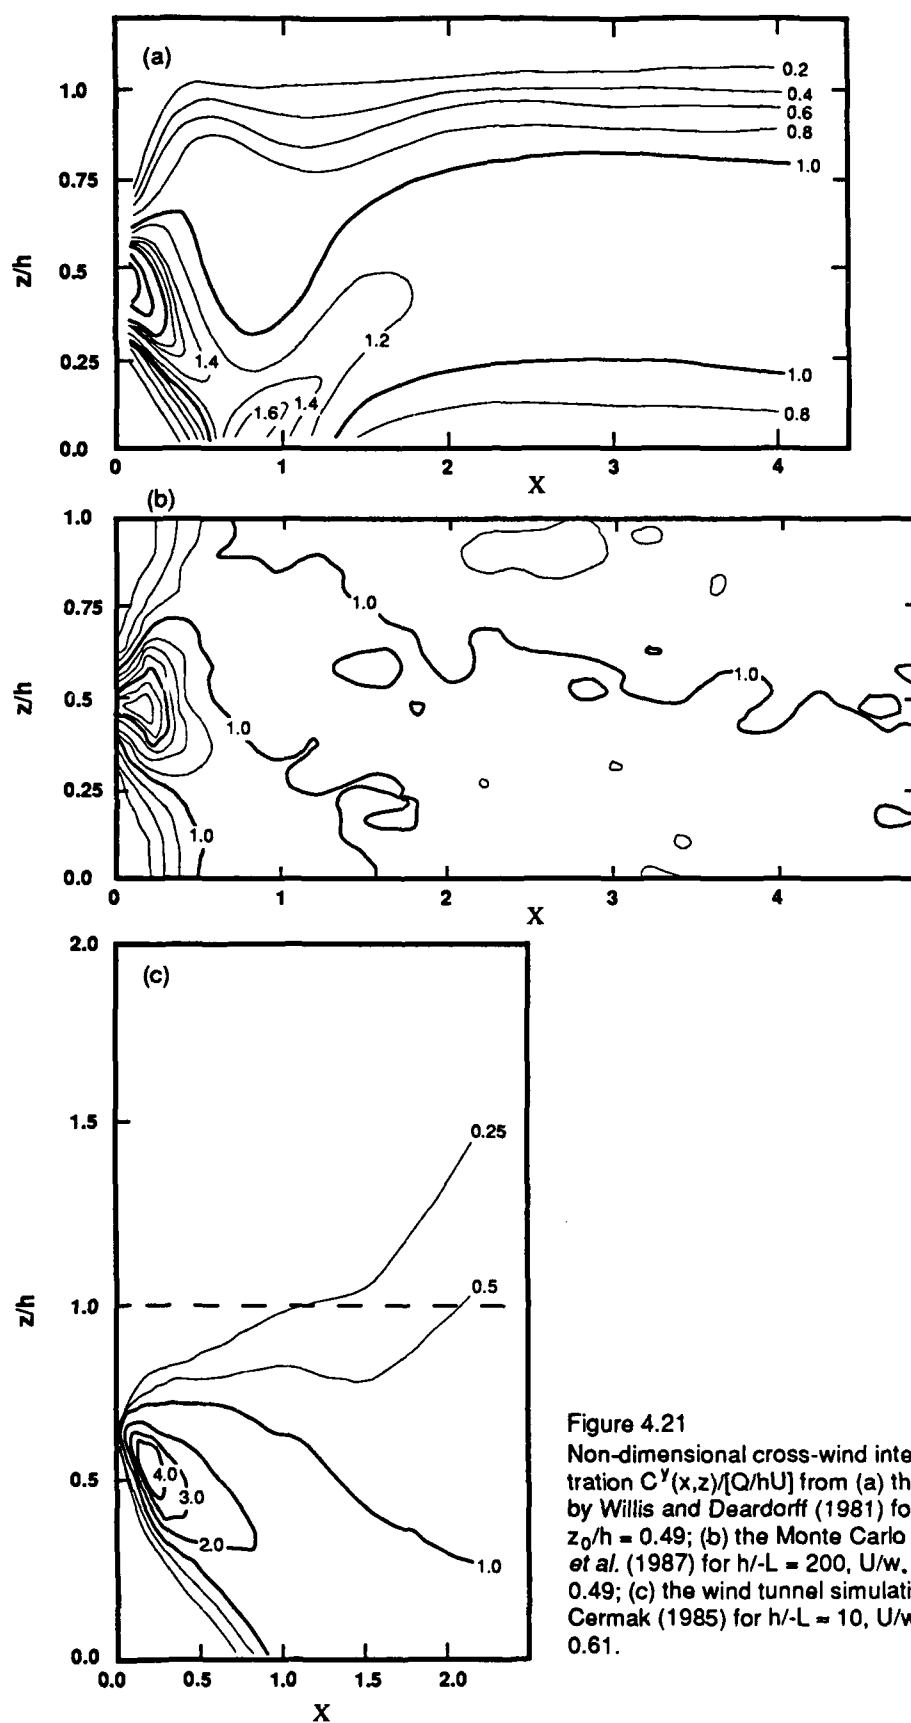 (a)
1.0
0.75
0.5
0.25
0.0
z/h
0.2
0.4
0.6
0.8
1.0
1.2
1.4
1.6
1.4
1.0
0.8
0 1 2 3 4
X
(b)
1.0
0.75
0.5
0.25
0.0
z/h
1.0
1.0
1.0
1.0
0 1 2 3 4
X
(c)
2.0
1.5
1.0
0.5
0.0
z/h
0.25
0.5
4.0
3.0
2.0
1.0
0.0 0.5 1.0 1.5 2.0
X
Figure 4.21
Non-dimensional cross-wind inte
tration Cʸ(x,z)/[Q/hU] from (a) th
by Willis and Deardorff (1981) fo
z₀/h = 0.49; (b) the Monte Carlo
et al. (1987) for h/-L = 200, U/w*
0.49; (c) the wind tunnel simulati
Cermak (1985) for h/-L ≈ 10, U/w
0.61.